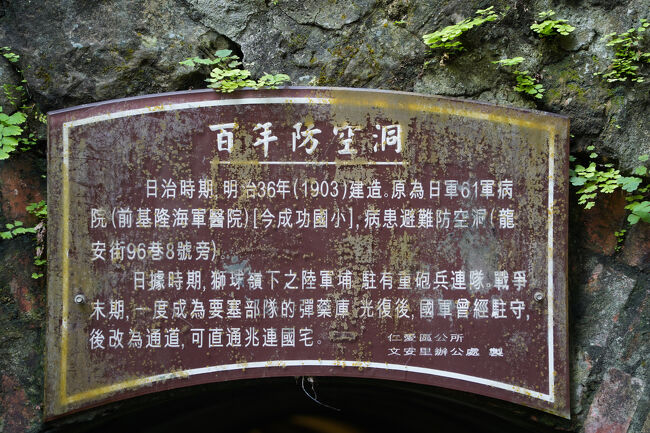 百年防空洞
日治時期，明治36年(1903)建造。原為日軍61軍病
院(前基隆海軍醫院)[今成功國小]，病患避難防空洞(龍
安街96巷8號旁)
日據時期，獅球嶺下之陸軍埔，駐有重砲兵連隊。戰爭
末期，一度成為要塞部隊的彈藥庫，光復後，國軍曾經駐守，
後改為通道，可直通兆連國宅。
仁愛區公所
文安里辦公處 製